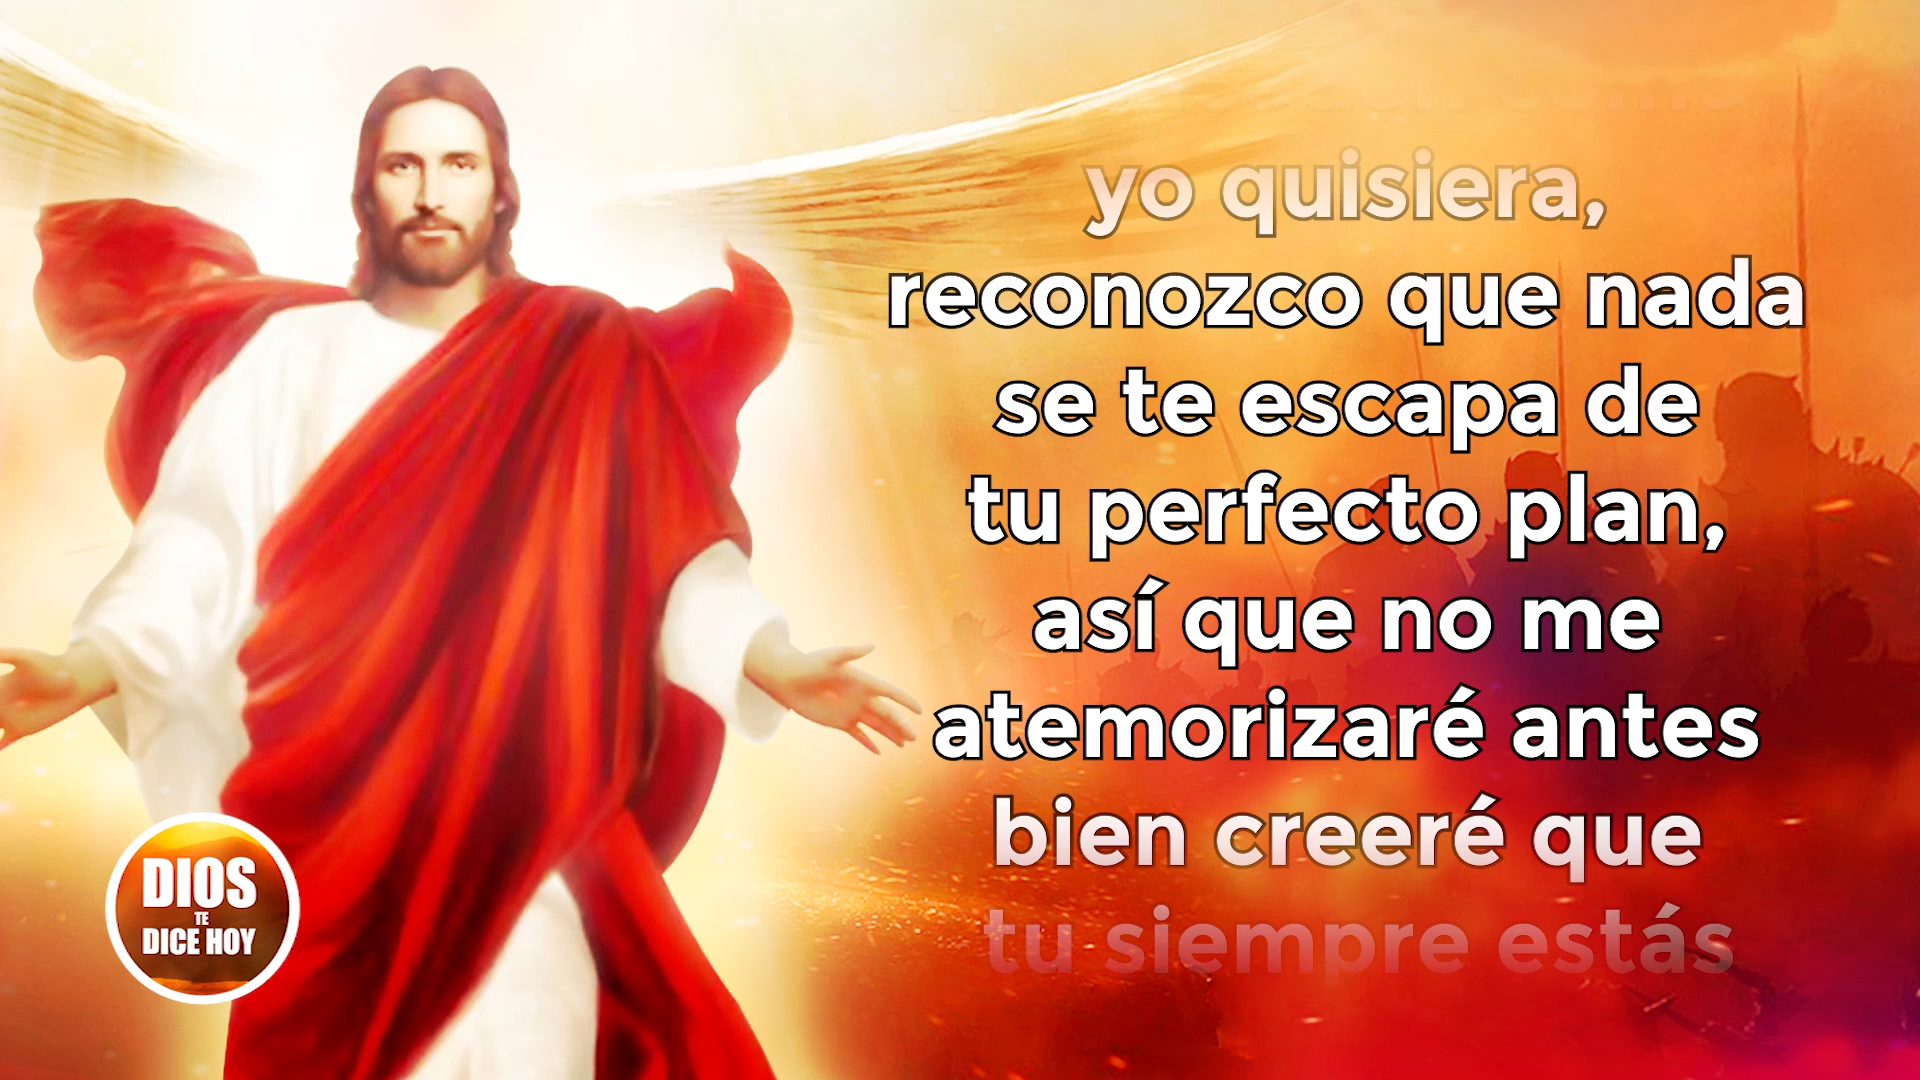 yo quisiera,
reconozco que nada
se te escapa de
tu perfecto plan,
así que no me
atemorizaré antes
bien creeré que
tu siempre estás
DIOS
TE
DICE HOY